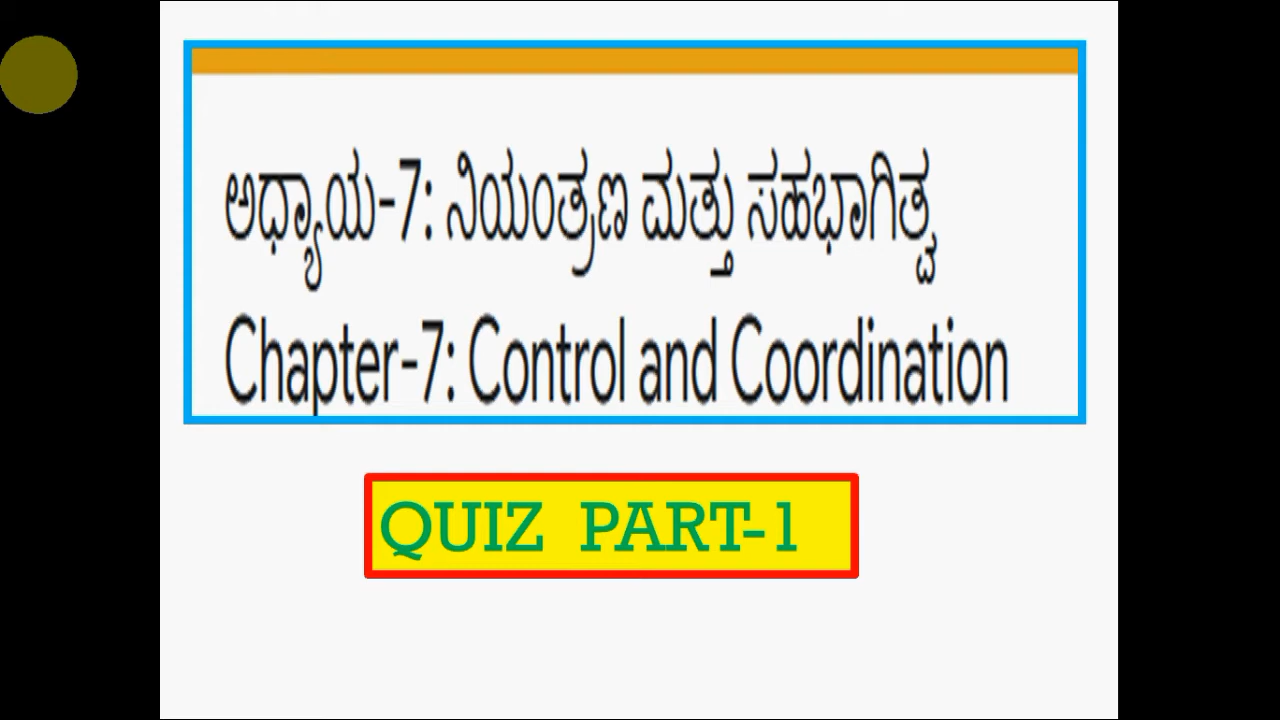 ಅಧ್ಯಾಯ-7: ನಿಯಂತ್ರಣ ಮತ್ತು ಸಹಭಾಗಿತ್ವ
Chapter-7: Control and Coordination
QUIZ PART-1